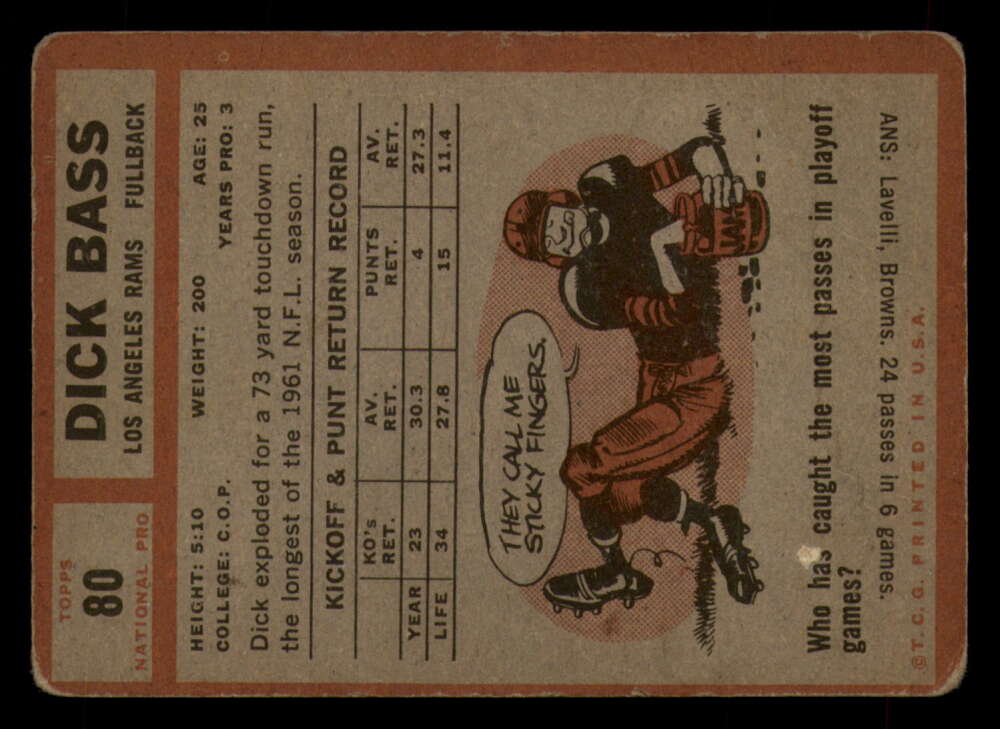 TOPPS
80
NATIONAL PRO
DICK BASS
LOS ANGELES RAMS FULLBACK
HEIGHT: 5:10 WEIGHT: 200 AGE: 25
COLLEGE: C.O.P. YEARS PRO: 3
Dick exploded for a 73 yard touchdown run,
the longest of the 1961 N.F.L. season.
KICKOFF & PUNT RETURN RECORD
KO's RET. AV. RET. PUNTS RET. AV. RET.
YEAR 23 30.3 4 27.3
LIFE 34 27.8 15 11.4
THEY CALL ME
STICKY FINGERS.
JAM
Who has caught the most passes in playoff
games?
ANS: Lavelli, Browns. 24 passes in 6 games.
© T. C. G. PRINTED IN U.S.A.